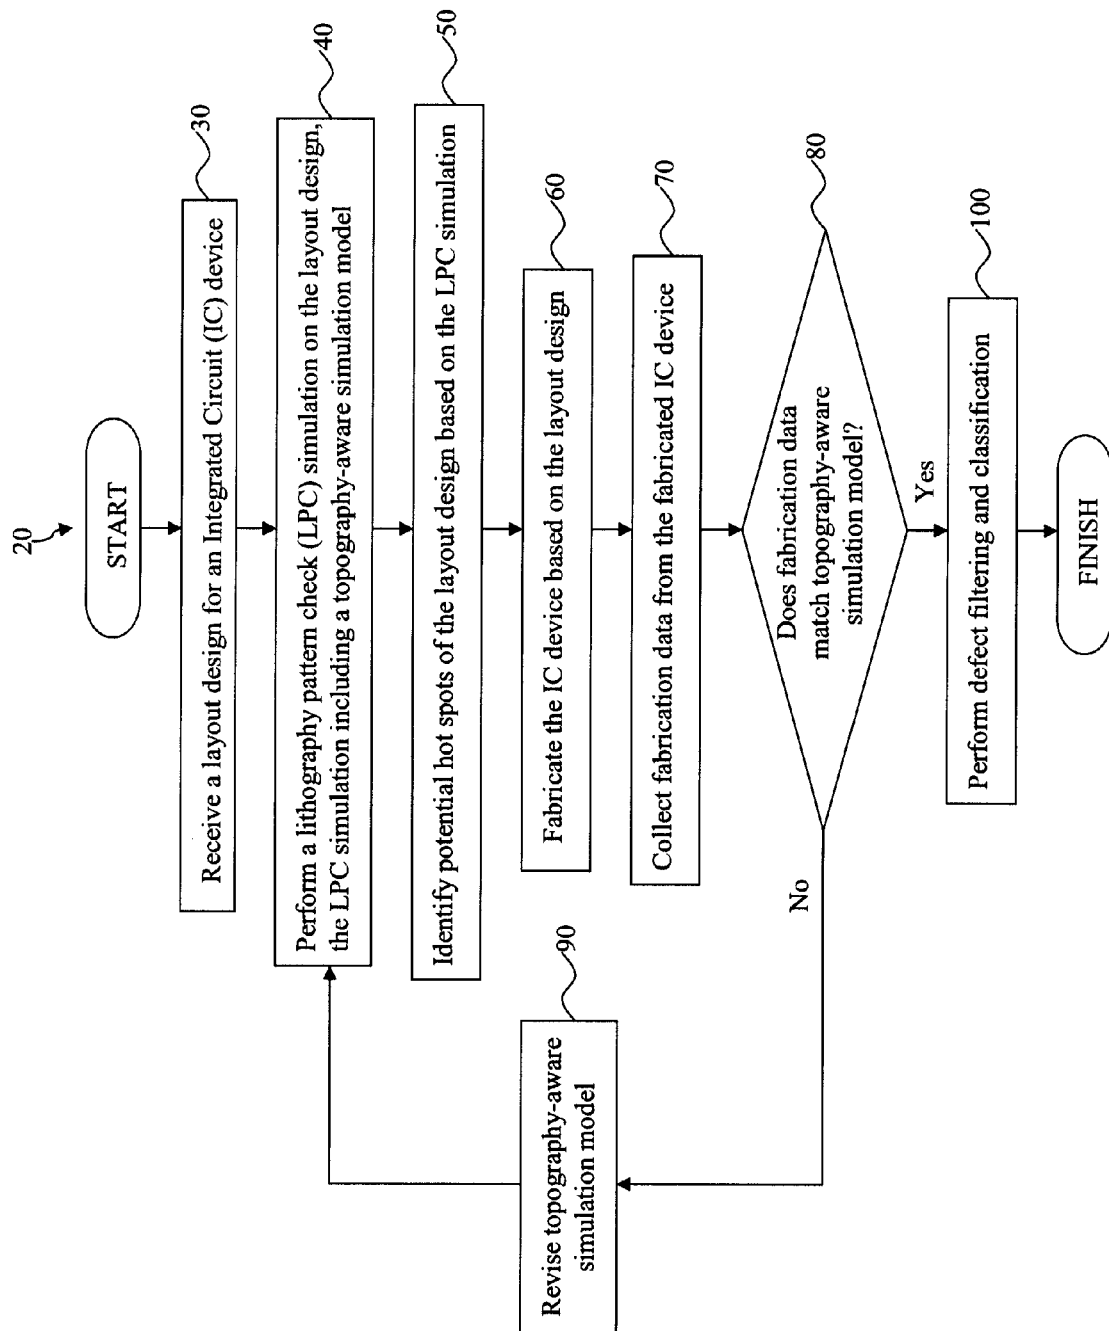 20
START
Receive a layout design for an Integrated Circuit (IC) device
30
Perform a lithography pattern check (LPC) simulation on the layout design,
the LPC simulation including a topography-aware simulation model
40
Identify potential hot spots of the layout design based on the LPC simulation
50
Fabricate the IC device based on the layout design
60
Collect fabrication data from the fabricated IC device
70
Does fabrication data
match topography-aware
simulation model?
80
No
Revise topography-aware
simulation model
90
Yes
Perform defect filtering and classification
100
FINISH